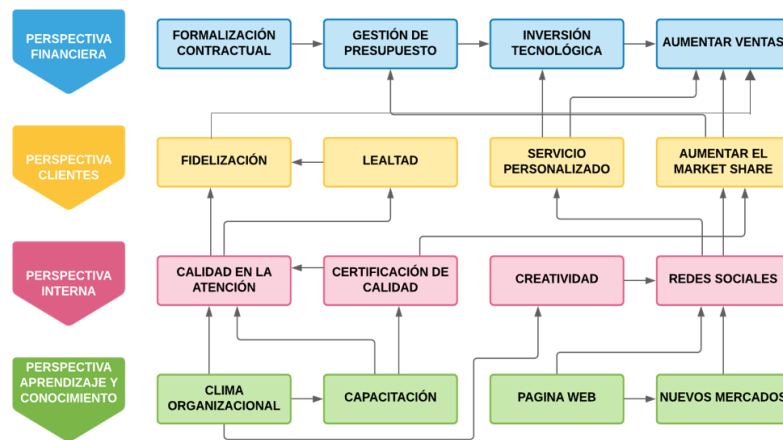 PERSPECTIVA
FINANCIERA
FORMALIZACIÓN
CONTRACTUAL
GESTIÓN DE
PRESUPUESTO
INVERSIÓN
TECNOLÓGICA
AUMENTAR VENTAS
PERSPECTIVA
CLIENTES
FIDELIZACIÓN
LEALTAD
SERVICIO
PERSONALIZADO
AUMENTAR EL
MARKET SHARE
PERSPECTIVA
INTERNA
CALIDAD EN LA
ATENCIÓN
CERTIFICACIÓN DE
CALIDAD
CREATIVIDAD
REDES SOCIALES
PERSPECTIVA
APRENDIZAJE Y
CONOCIMIENTO
CLIMA
ORGANIZACIONAL
CAPACITACIÓN
PAGINA WEB
NUEVOS MERCADOS